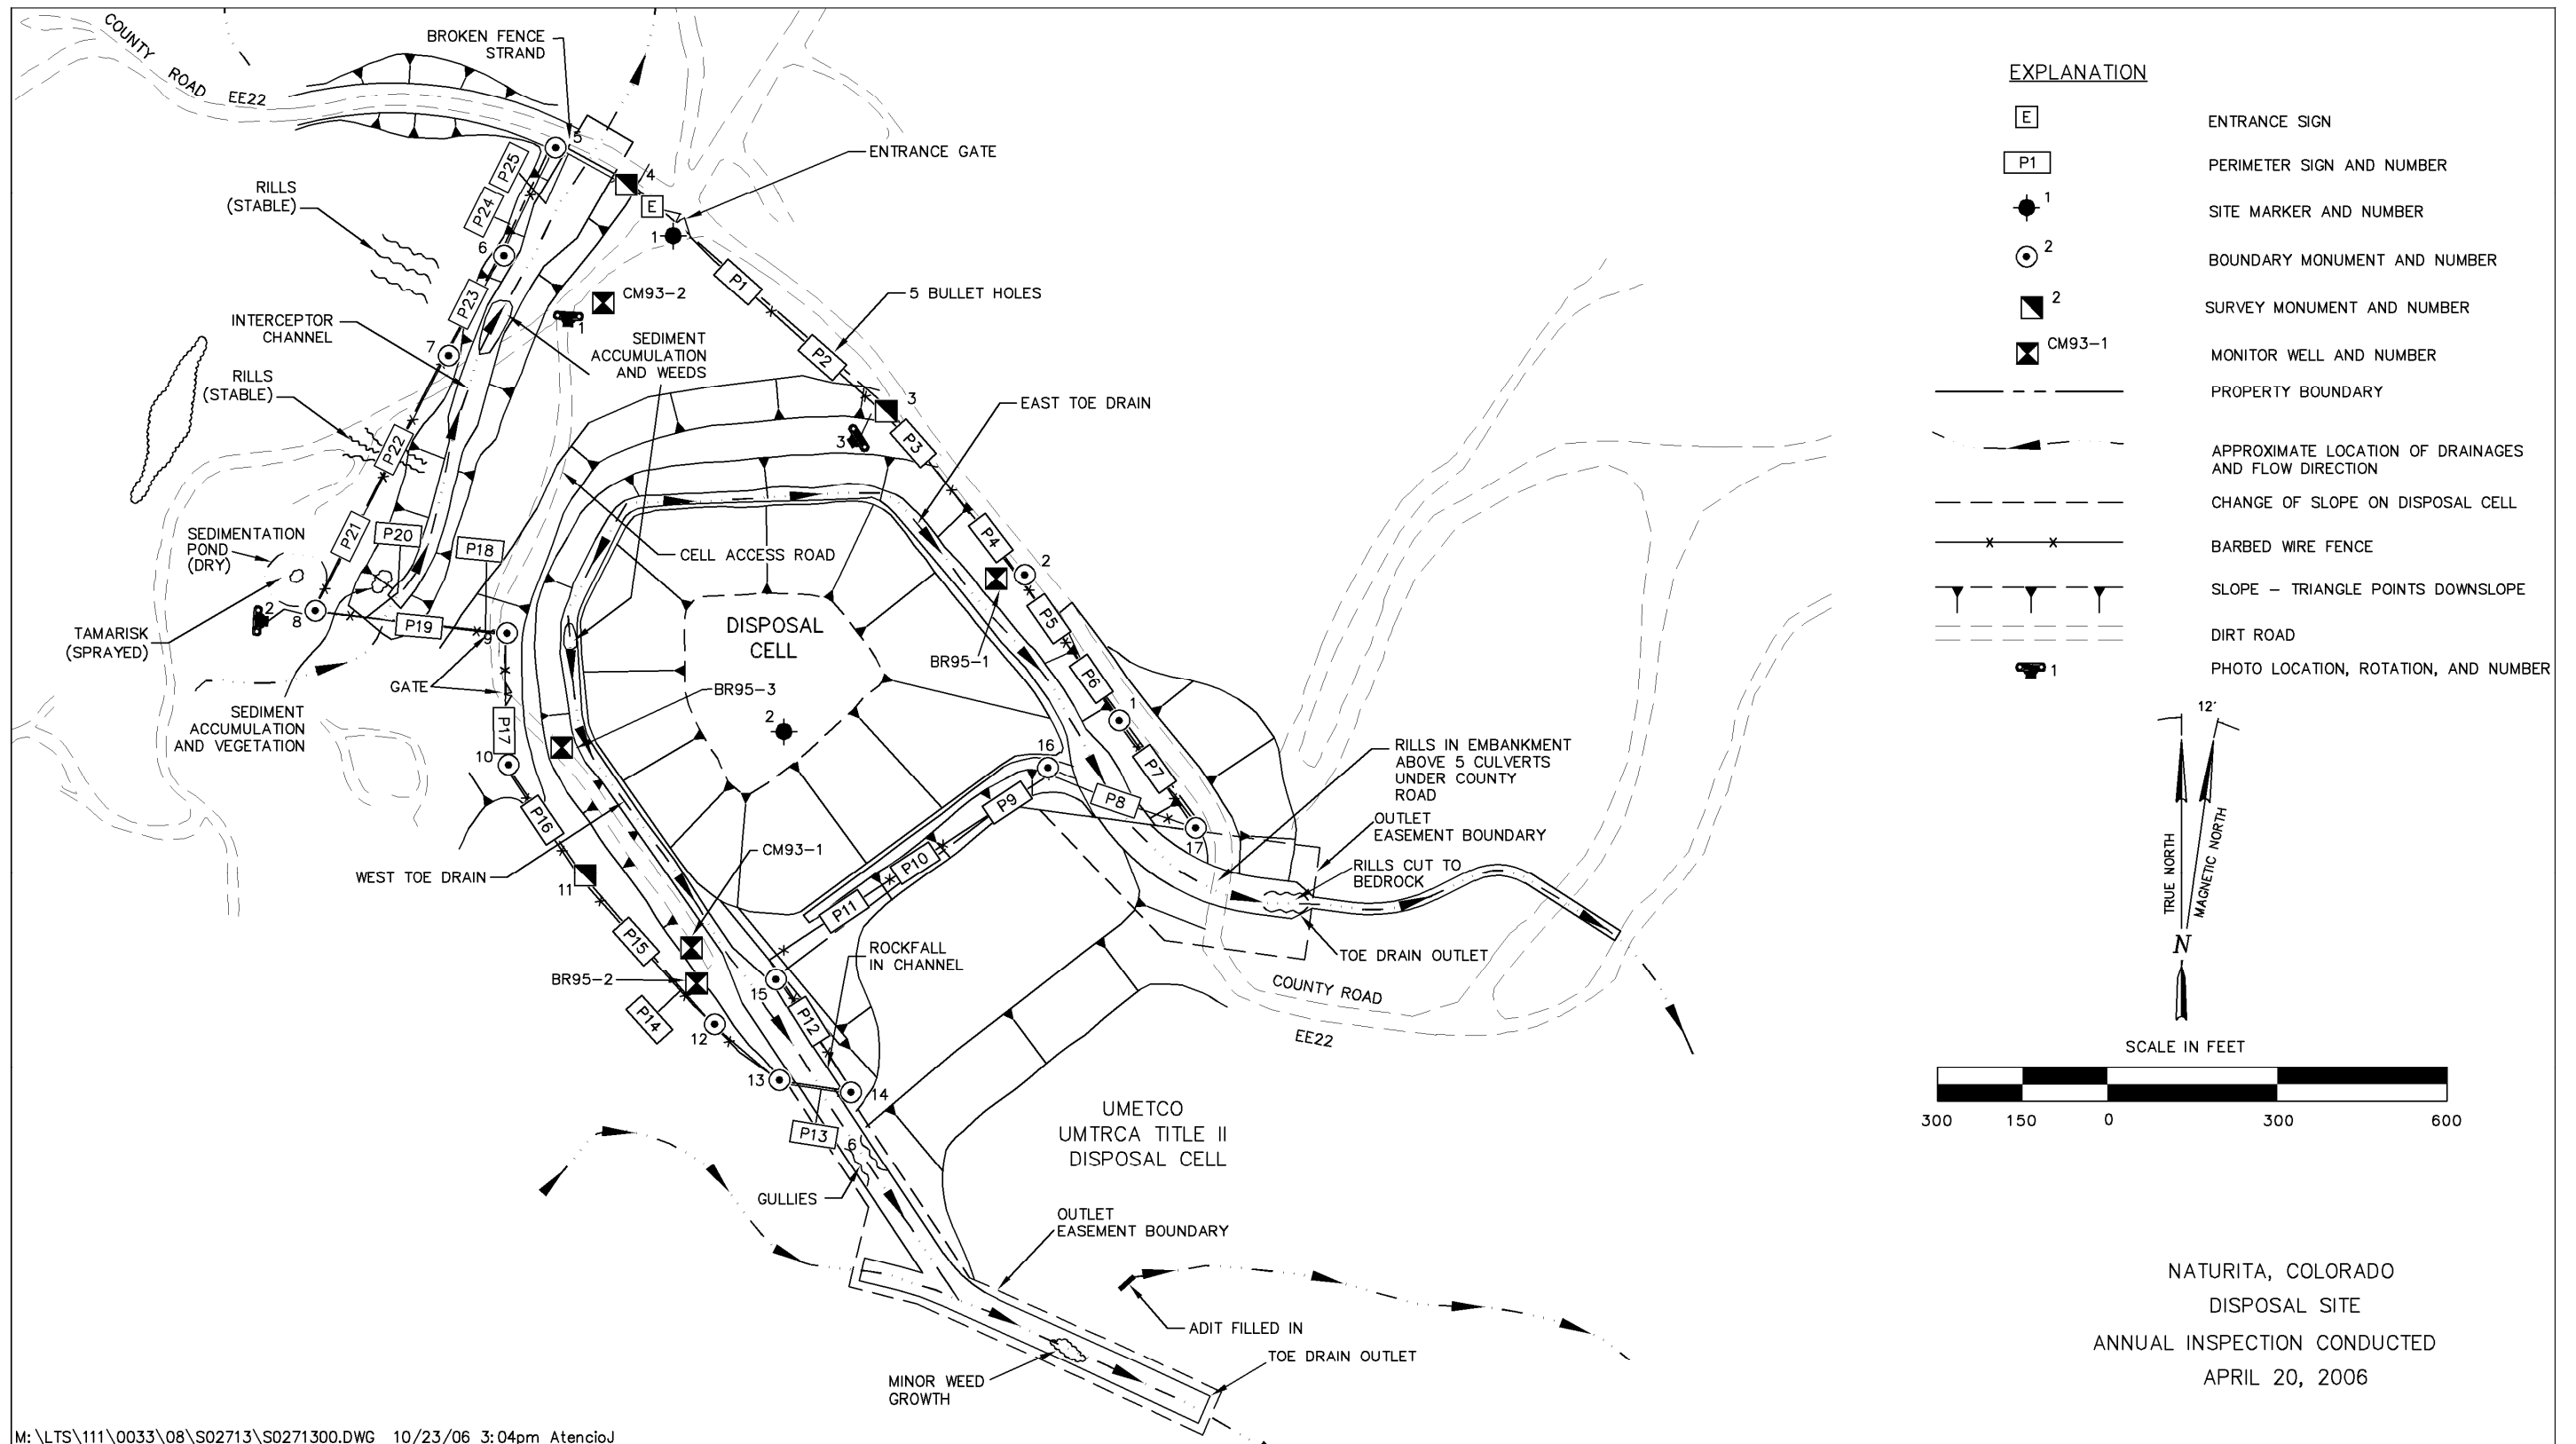 COUNTY
ROAD
EE22
BROKEN FENCE
STRAND
5
P25
P24
4
E
ENTRANCE GATE
RILLS
(STABLE)
6
1
P1
CM93-2
1
5 BULLET HOLES
P23
INTERCEPTOR
CHANNEL
7
SEDIMENT
ACCUMULATION
AND WEEDS
P2
RILLS
(STABLE)
3
EAST TOE DRAIN
P3
3
P22
P21
P20
P18
SEDIMENTATION
POND
(DRY)
CELL ACCESS ROAD
P4
2
2
8
P19
9
P5
TAMARISK
(SPRAYED)
DISPOSAL
CELL
BR95-1
GATE
BR95-3
P6
SEDIMENT
ACCUMULATION
AND VEGETATION
2
1
P17
10
16
P7
RILLS IN EMBANKMENT
ABOVE 5 CULVERTS
UNDER COUNTY
ROAD
P9
P8
P16
OUTLET
EASEMENT BOUNDARY
17
CM93-1
P10
RILLS CUT TO
BEDROCK
WEST TOE DRAIN
11
P11
P15
ROCKFALL
IN CHANNEL
TOE DRAIN OUTLET
BR95-2
15
COUNTY ROAD
EE22
P14
P12
12
13
14
P13
6
UMETCO
UMTRCA TITLE II
DISPOSAL CELL
GULLIES
OUTLET
EASEMENT BOUNDARY
ADIT FILLED IN
TOE DRAIN OUTLET
MINOR WEED
GROWTH
EXPLANATION
E
ENTRANCE SIGN
P1
PERIMETER SIGN AND NUMBER
1
SITE MARKER AND NUMBER
2
BOUNDARY MONUMENT AND NUMBER
2
SURVEY MONUMENT AND NUMBER
CM93-1
MONITOR WELL AND NUMBER
PROPERTY BOUNDARY
APPROXIMATE LOCATION OF DRAINAGES
AND FLOW DIRECTION
CHANGE OF SLOPE ON DISPOSAL CELL
BARBED WIRE FENCE
SLOPE – TRIANGLE POINTS DOWNSLOPE
DIRT ROAD
1
PHOTO LOCATION, ROTATION, AND NUMBER
12'
TRUE NORTH
MAGNETIC NORTH
N
SCALE IN FEET
300 150 0 300 600
NATURITA, COLORADO
DISPOSAL SITE
ANNUAL INSPECTION CONDUCTED
APRIL 20, 2006
M:\LTS\111\0033\08\S02713\S0271300.DWG 10/23/06 3:04pm AtencioJ